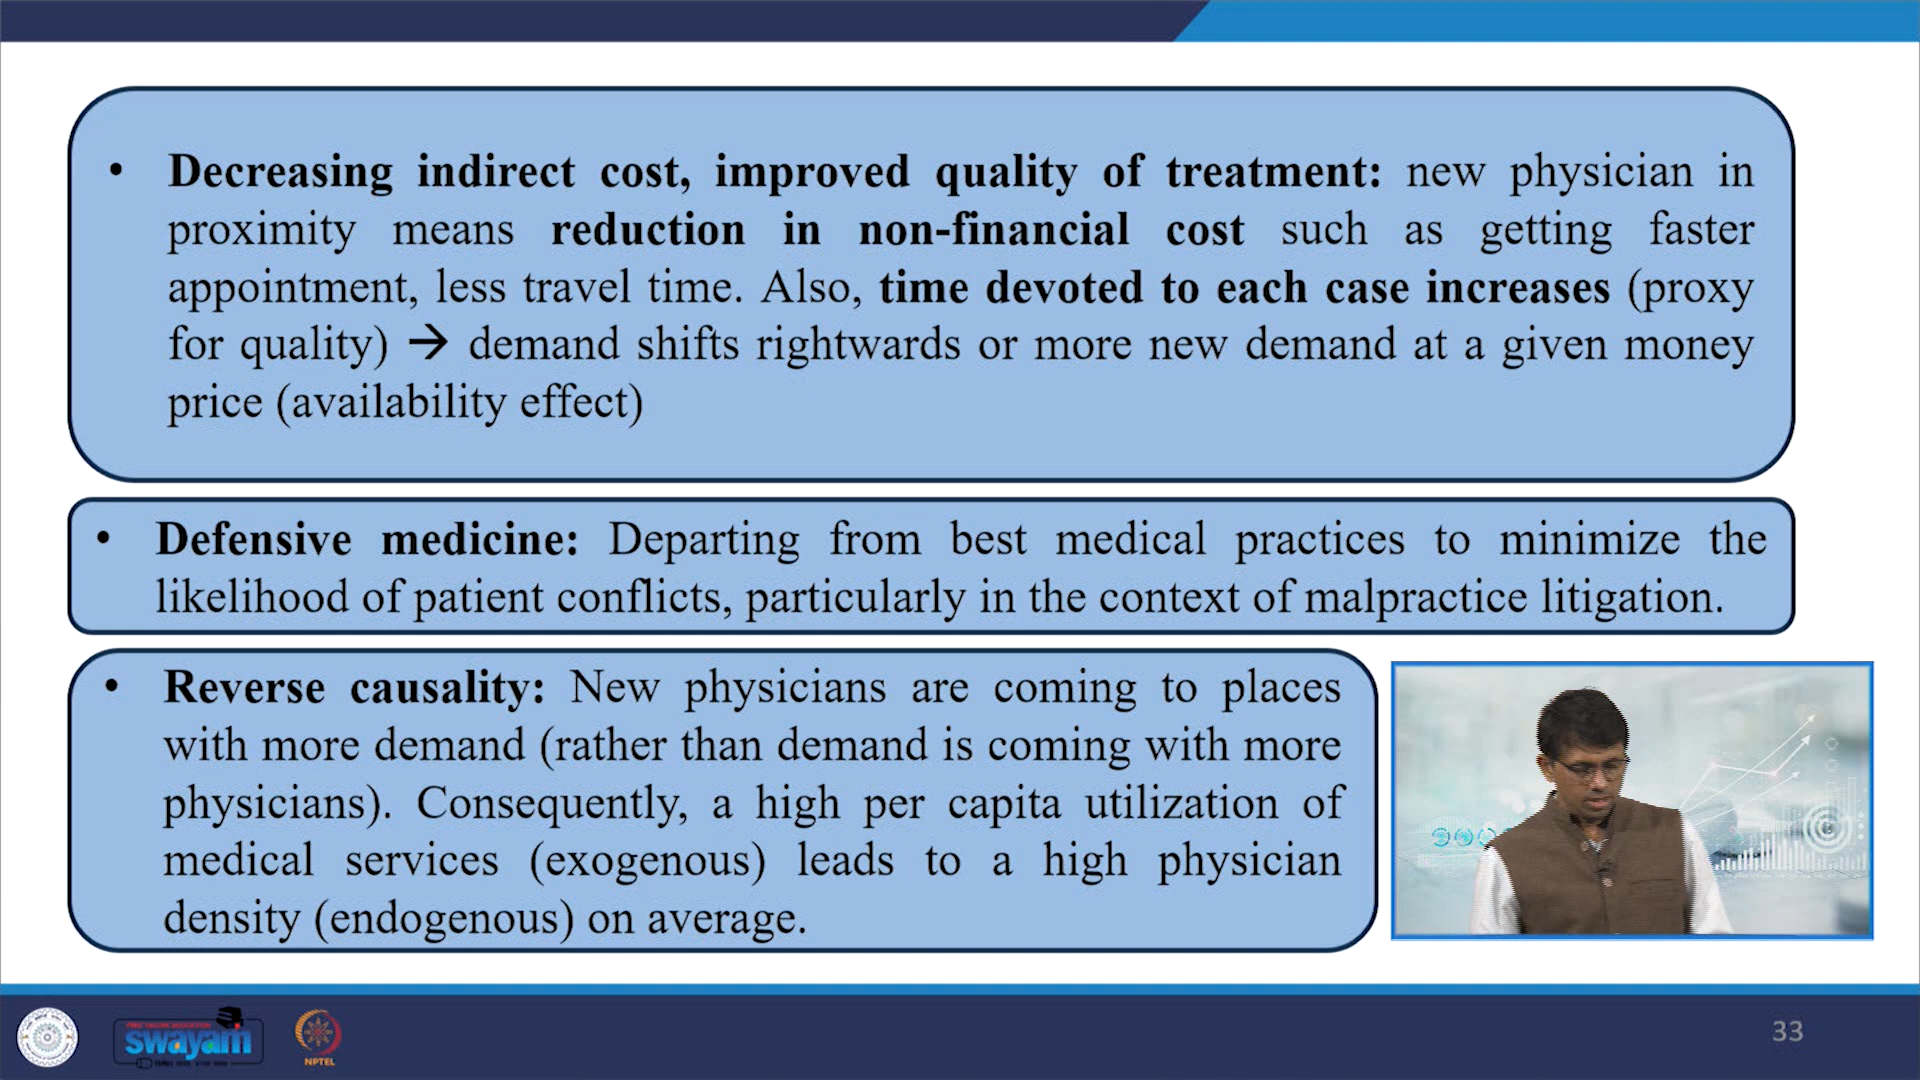 • Decreasing indirect cost, improved quality of treatment: new physician in
proximity means reduction in non-financial cost such as getting faster
appointment, less travel time. Also, time devoted to each case increases (proxy
for quality) → demand shifts rightwards or more new demand at a given money
price (availability effect)
• Defensive medicine: Departing from best medical practices to minimize the
likelihood of patient conflicts, particularly in the context of malpractice litigation.
• Reverse causality: New physicians are coming to places
with more demand (rather than demand is coming with more
physicians). Consequently, a high per capita utilization of
medical services (exogenous) leads to a high physician
density (endogenous) on average.
swayam
NPTEL
33